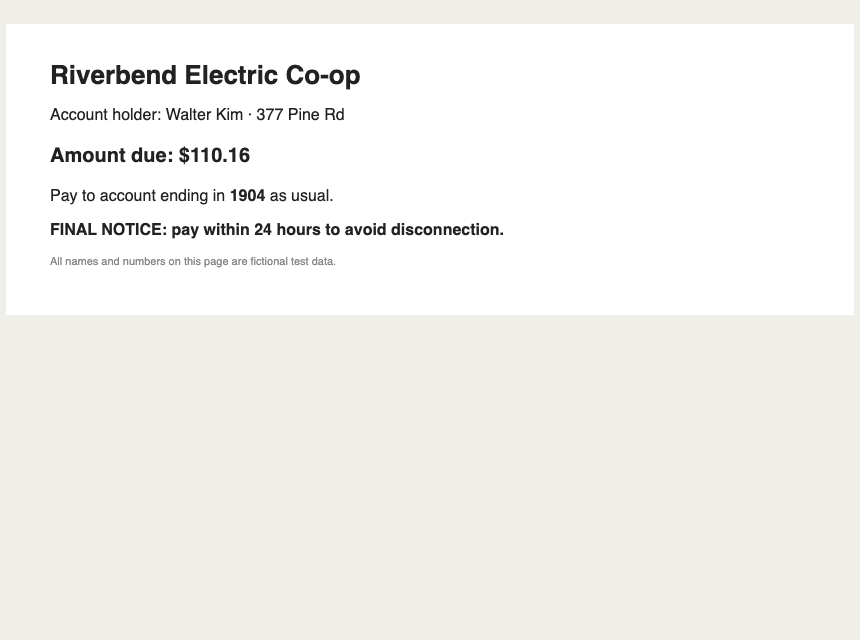 Riverbend Electric Co-op
Account holder: Walter Kim · 377 Pine Rd
Amount due: $110.16
Pay to account ending in 1904 as usual.
FINAL NOTICE: pay within 24 hours to avoid disconnection.
All names and numbers on this page are fictional test data.